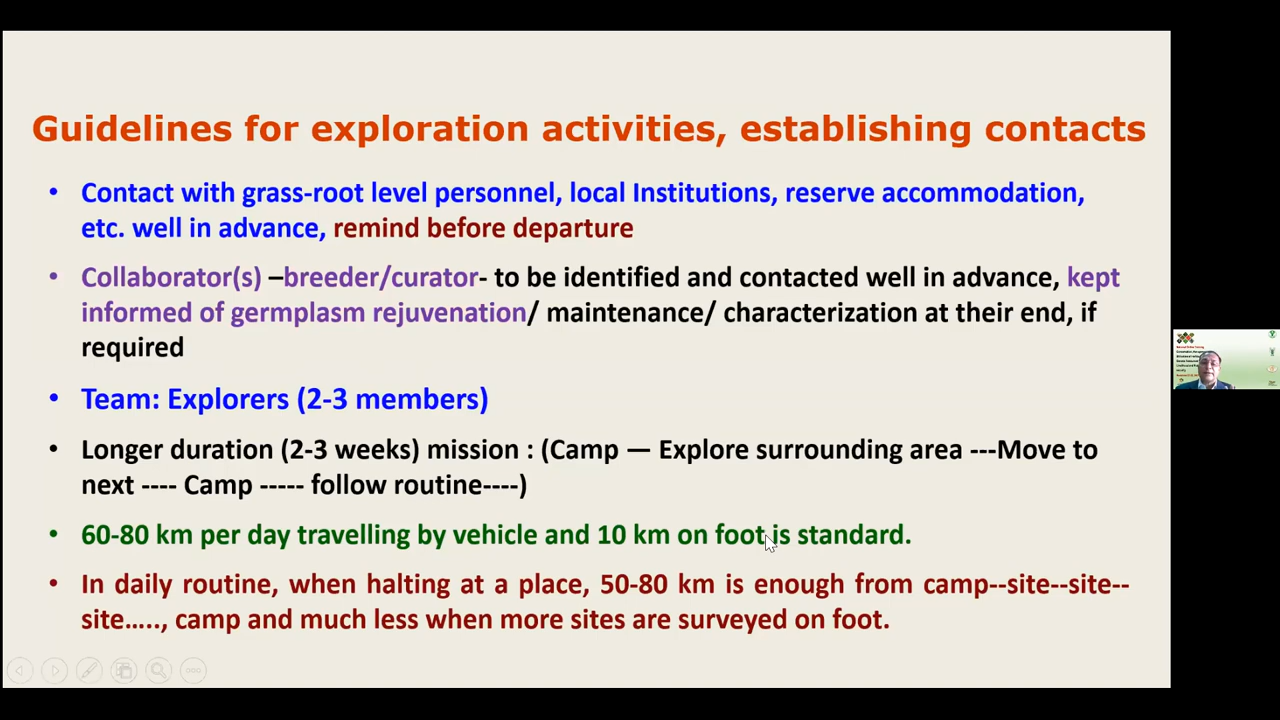 Guidelines for exploration activities, establishing contacts
• Contact with grass-root level personnel, local Institutions, reserve accommodation,
etc. well in advance, remind before departure
• Collaborator(s) –breeder/curator- to be identified and contacted well in advance, kept
informed of germplasm rejuvenation/ maintenance/ characterization at their end, if
required
• Team: Explorers (2-3 members)
• Longer duration (2-3 weeks) mission : (Camp — Explore surrounding area ---Move to
next ---- Camp ----- follow routine----)
• 60-80 km per day travelling by vehicle and 10 km on foot is standard.
• In daily routine, when halting at a place, 50-80 km is enough from camp--site--site--
site….., camp and much less when more sites are surveyed on foot.